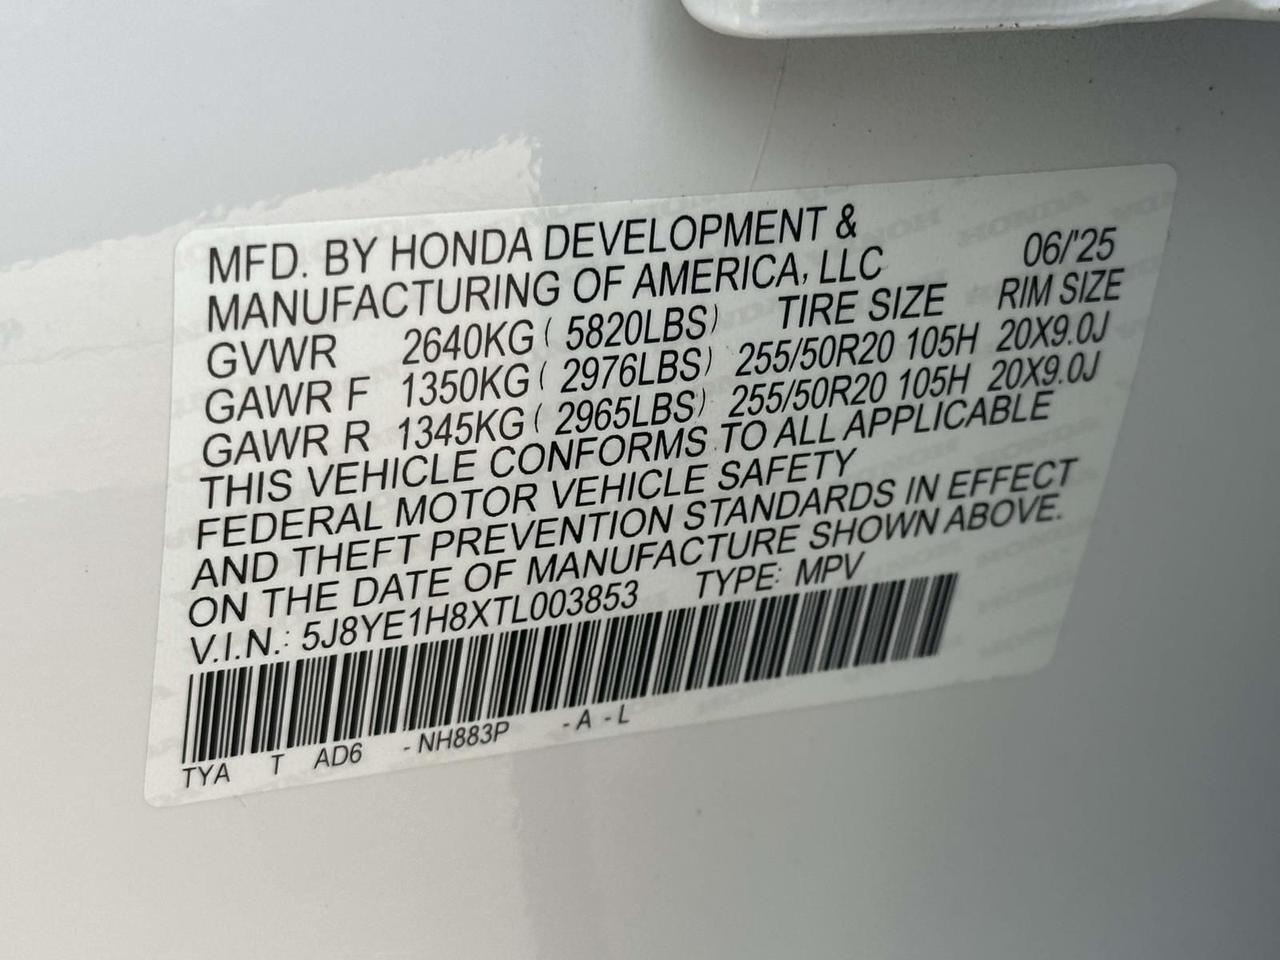 MFD. BY HONDA DEVELOPMENT &
MANUFACTURING OF AMERICA, LLC 06/'25
GVWR 2640KG ( 5820LBS) TIRE SIZE RIM SIZE
GAWR F 1350KG ( 2976LBS) 255/50R20 105H 20X9.0J
GAWR R 1345KG ( 2965LBS) 255/50R20 105H 20X9.0J
THIS VEHICLE CONFORMS TO ALL APPLICABLE
FEDERAL MOTOR VEHICLE SAFETY
AND THEFT PREVENTION STANDARDS IN EFFECT
ON THE DATE OF MANUFACTURE SHOWN ABOVE.
V.I.N.: 5J8YE1H8XTL003853 TYPE: MPV
TYA T AD6 -NH883P -A -L